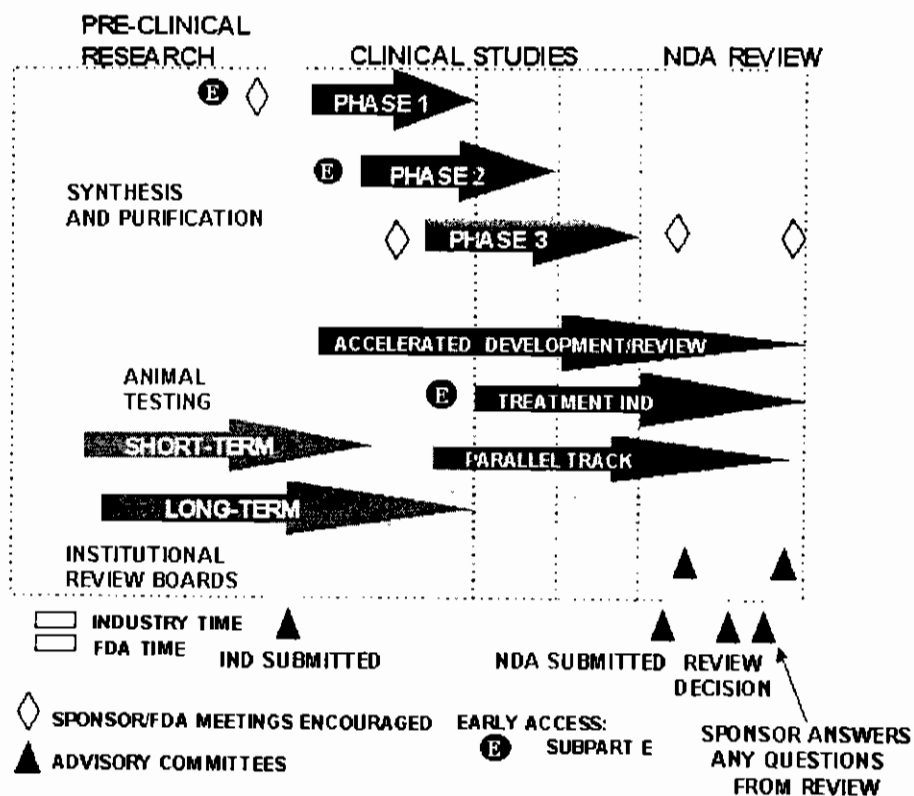 PRE-CLINICAL
RESEARCH
CLINICAL STUDIES
NDA REVIEW
E
PHASE 1
E
PHASE 2
SYNTHESIS
AND PURIFICATION
PHASE 3
ACCELERATED DEVELOPMENT/REVIEW
ANIMAL
TESTING
E
TREATMENT IND
SHORT-TERM
PARALLEL TRACK
LONG-TERM
INSTITUTIONAL
REVIEW BOARDS
INDUSTRY TIME
FDA TIME
IND SUBMITTED
NDA SUBMITTED
REVIEW
DECISION
SPONSOR/FDA MEETINGS ENCOURAGED
EARLY ACCESS:
E SUBPART E
ADVISORY COMMITTEES
SPONSOR ANSWERS
ANY QUESTIONS
FROM REVIEW